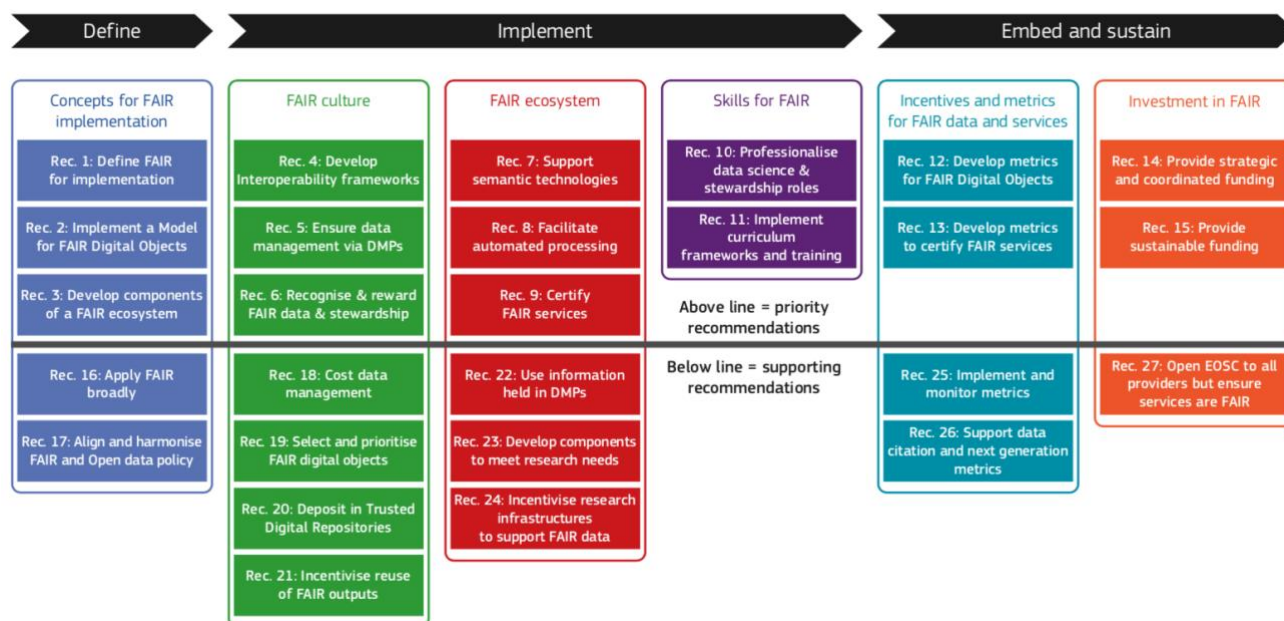 Define
Implement
Embed and sustain
Concepts for FAIR
implementation
Rec. 1: Define FAIR
for implementation
Rec. 2: Implement a Model
for FAIR Digital Objects
Rec. 3: Develop components
of a FAIR ecosystem
Rec. 16: Apply FAIR
broadly
Rec. 17: Align and harmonise
FAIR and Open data policy
FAIR culture
Rec. 4: Develop
Interoperability frameworks
Rec. 5: Ensure data
management via DMPs
Rec. 6: Recognise & reward
FAIR data & stewardship
Rec. 18: Cost data
management
Rec. 19: Select and prioritise
FAIR digital objects
Rec. 20: Deposit in Trusted
Digital Repositories
Rec. 21: Incentivise reuse
of FAIR outputs
FAIR ecosystem
Rec. 7: Support
semantic technologies
Rec. 8: Facilitate
automated processing
Rec. 9: Certify
FAIR services
Rec. 22: Use information
held in DMPs
Rec. 23: Develop components
to meet research needs
Rec. 24: Incentivise research
infrastructures
to support FAIR data
Skills for FAIR
Rec. 10: Professionalise
data science &
stewardship roles
Rec. 11: Implement
curriculum
frameworks and training
Above line = priority
recommendations
Below line = supporting
recommendations
Incentives and metrics
for FAIR data and services
Rec. 12: Develop metrics
for FAIR Digital Objects
Rec. 13: Develop metrics
to certify FAIR services
Rec. 25: Implement and
monitor metrics
Rec. 26: Support data
citation and next generation
metrics
Investment in FAIR
Rec. 14: Provide strategic
and coordinated funding
Rec. 15: Provide
sustainable funding
Rec. 27: Open EOSC to all
providers but ensure
services are FAIR